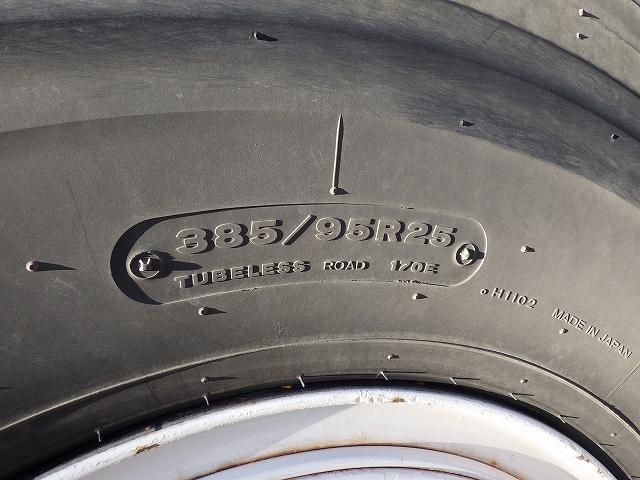 385/95R25
TUBELESS ROAD 170E
H1102
MADE IN JAPAN